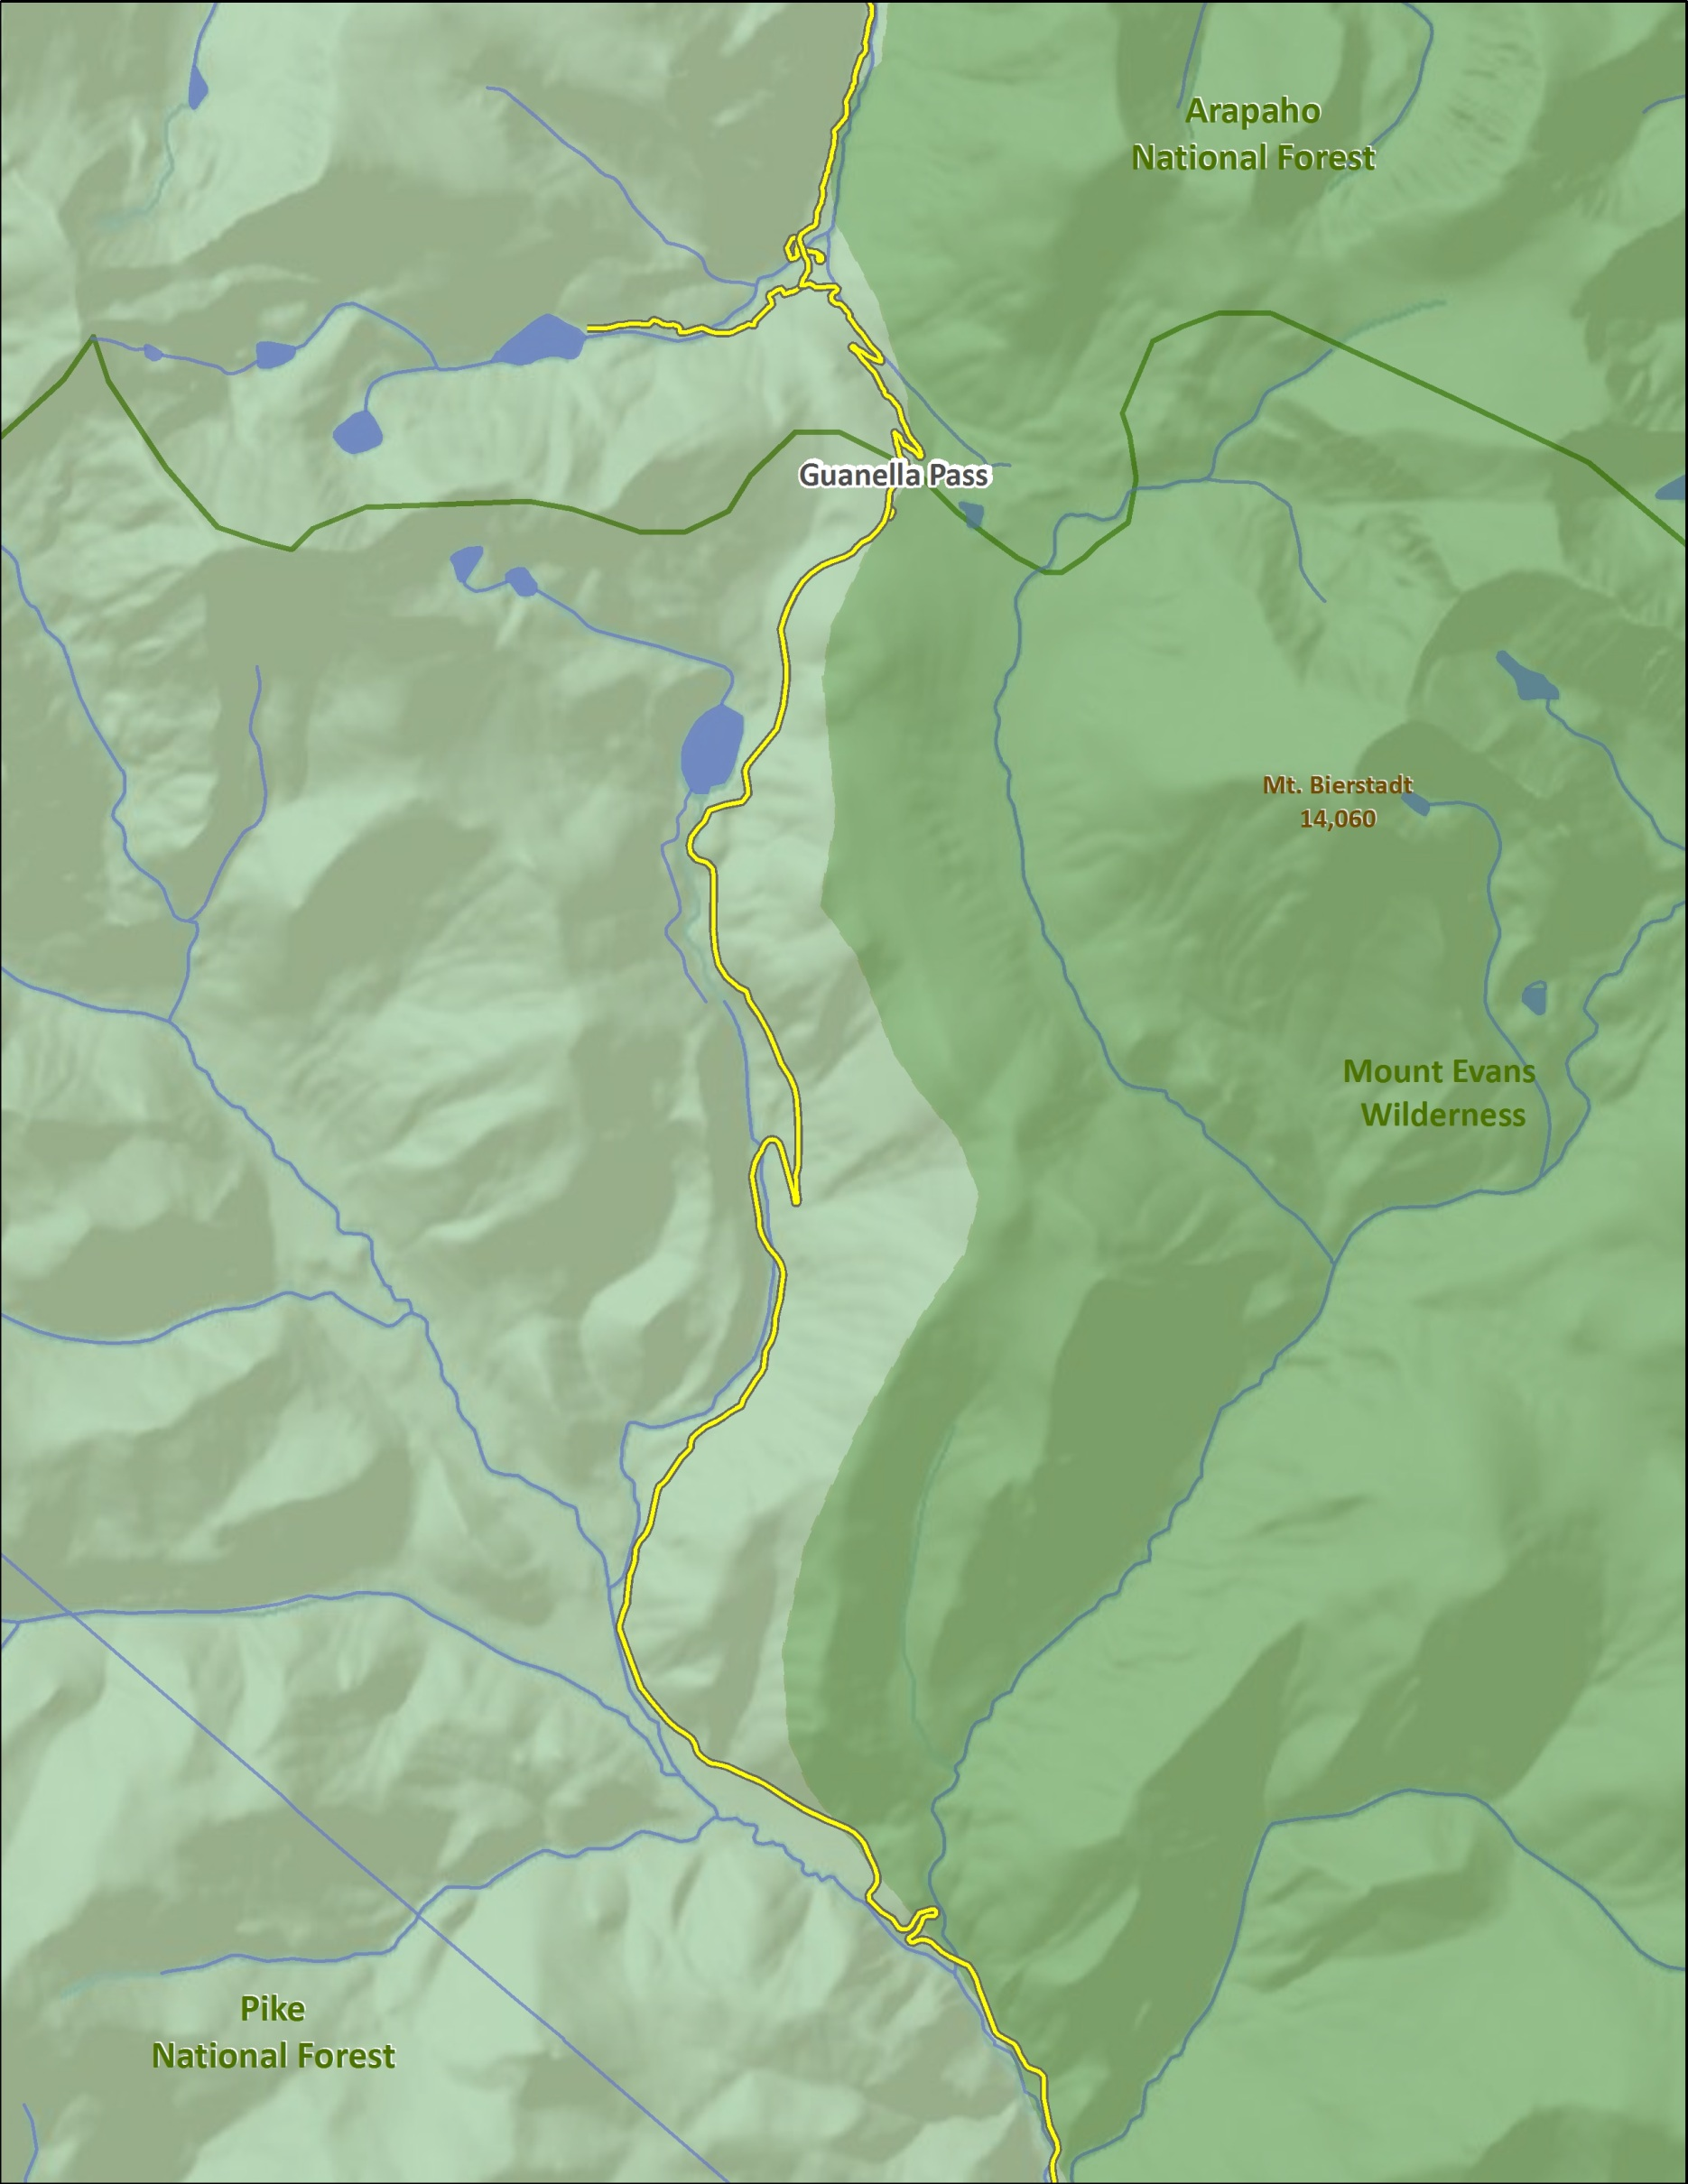 Arapaho
National Forest
Guanella Pass
Mt. Bierstadt
14,060
Mount Evans
Wilderness
Pike
National Forest